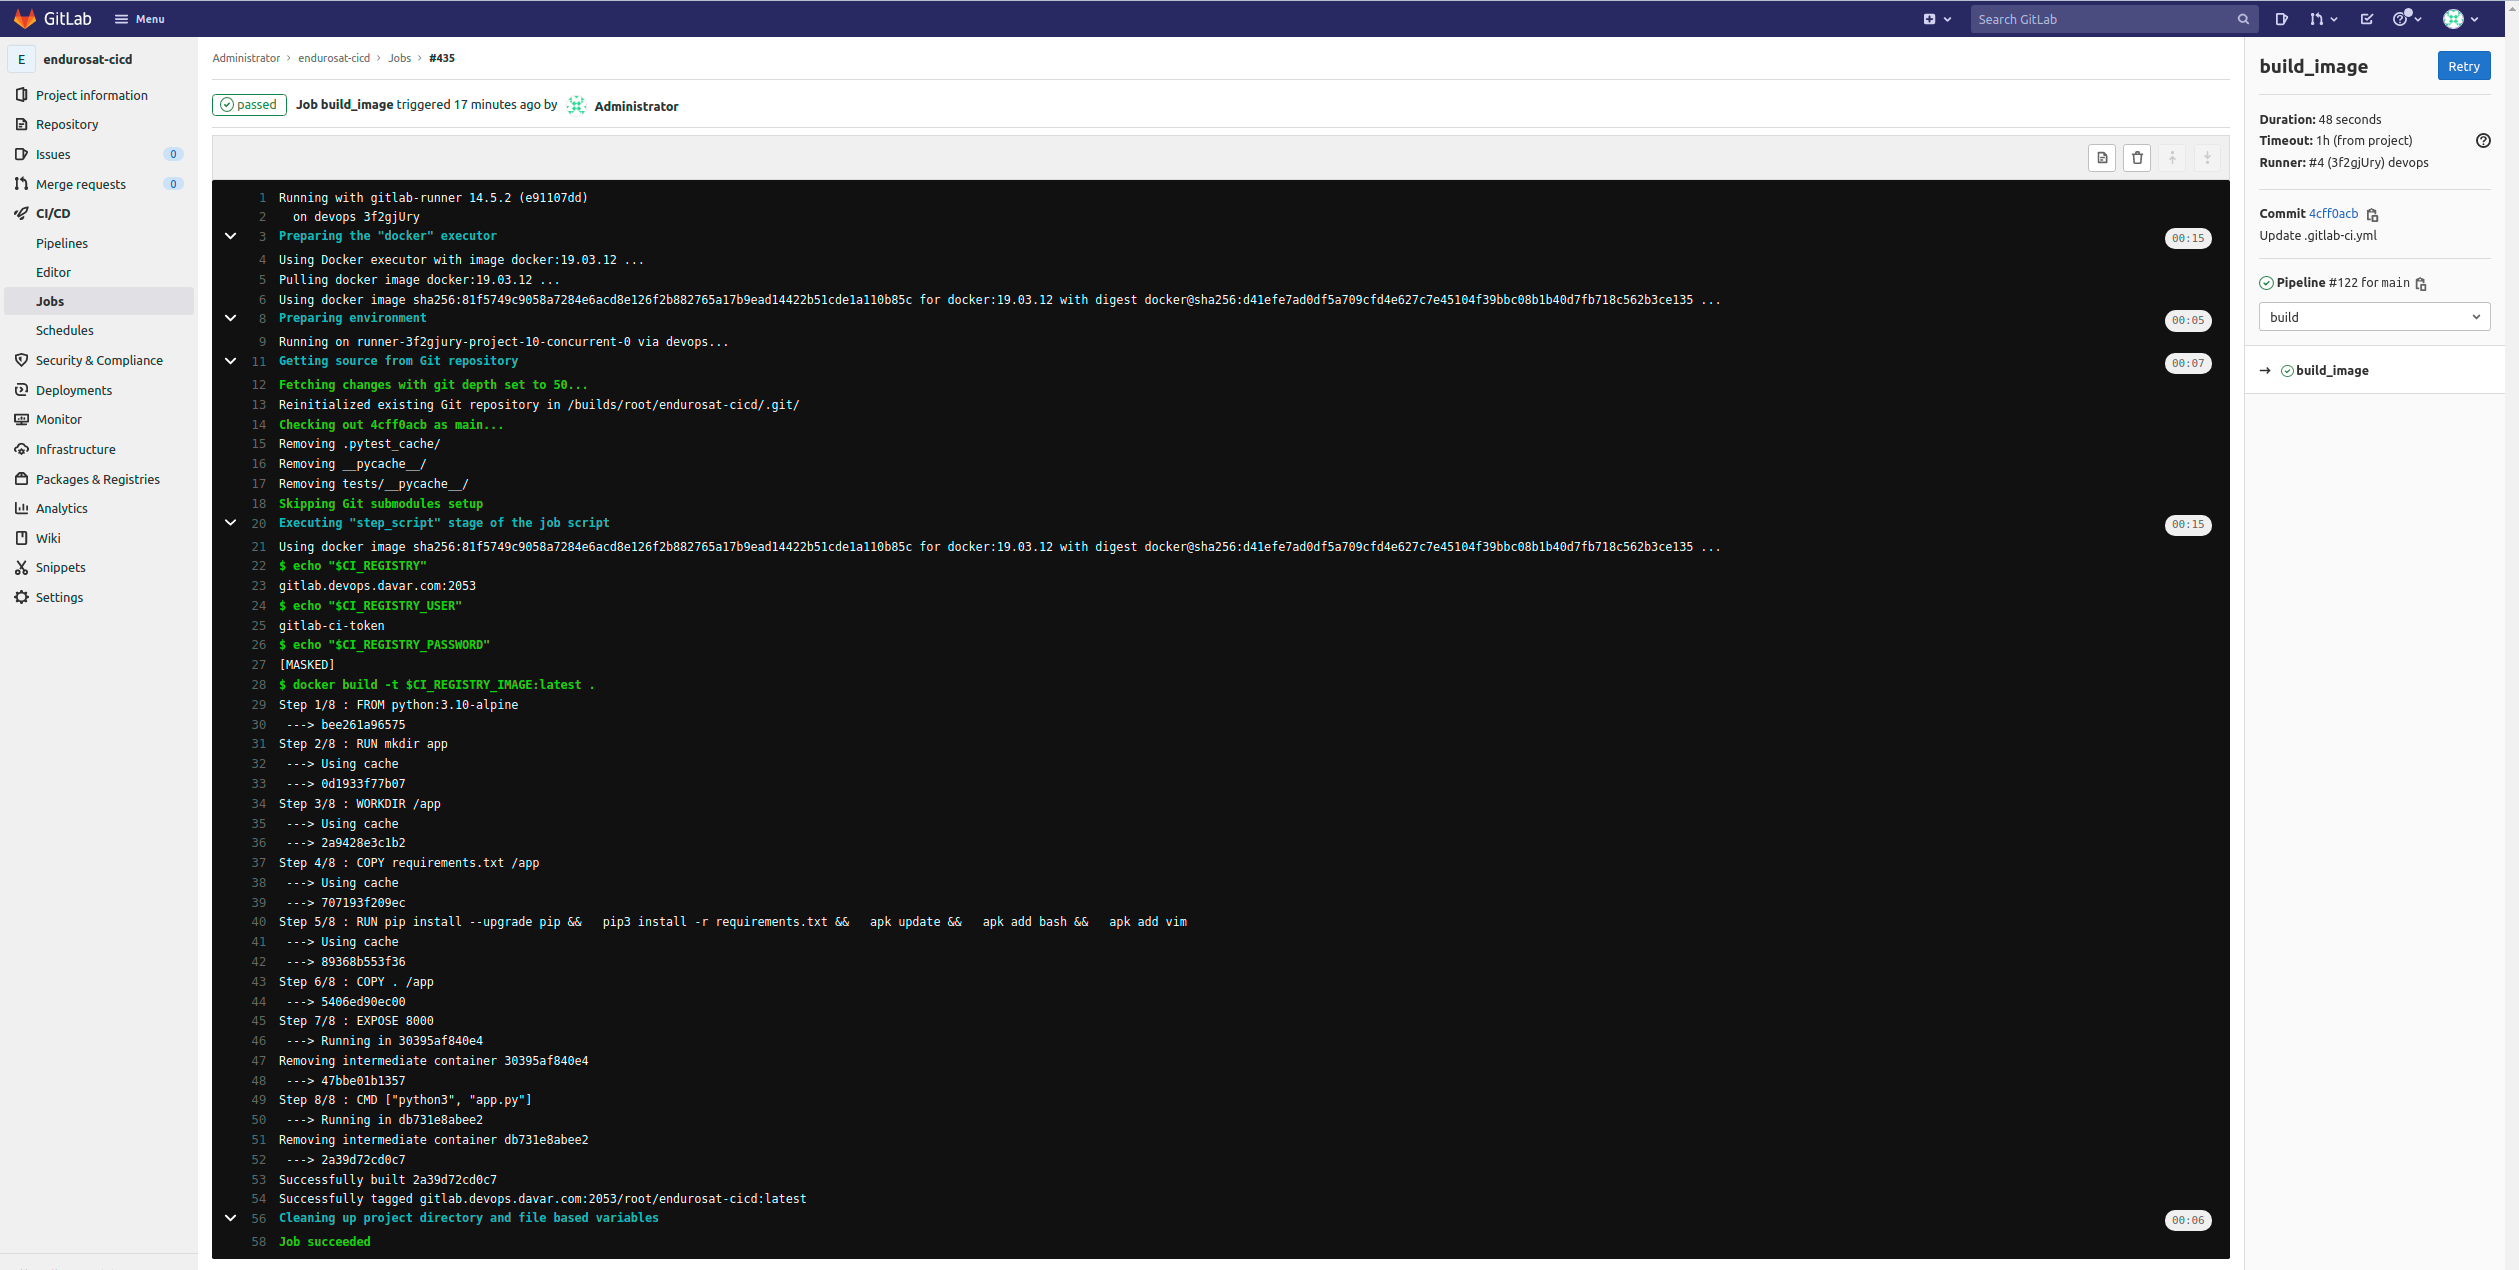 GitLab
Menu
Search GitLab
E endurosat-cicd
Project information
Repository
Issues 0
Merge requests 0
CI/CD
Pipelines
Editor
Jobs
Schedules
Security & Compliance
Deployments
Monitor
Infrastructure
Packages & Registries
Analytics
Wiki
Snippets
Settings
Administrator > endurosat-cicd > Jobs > #435
passed Job build_image triggered 17 minutes ago by Administrator
1 Running with gitlab-runner 14.5.2 (e91107dd)
2 on devops 3f2gjUry
3 Preparing the "docker" executor 00:15
4 Using Docker executor with image docker:19.03.12 ...
5 Pulling docker image docker:19.03.12 ...
6 Using docker image sha256:81f5749c9058a7284e6acd8e126f2b882765a17b9ead14422b51cde1a110b85c for docker:19.03.12 with digest docker@sha256:d41efe7ad0df5a709cfd4e627c7e45104f39bbc08b1b40d7fb718c562b3ce135 ...
8 Preparing environment 00:05
9 Running on runner-3f2gjury-project-10-concurrent-0 via devops...
11 Getting source from Git repository 00:07
12 Fetching changes with git depth set to 50...
13 Reinitialized existing Git repository in /builds/root/endurosat-cicd/.git/
14 Checking out 4cff0acb as main...
15 Removing .pytest_cache/
16 Removing __pycache__/
17 Removing tests/__pycache__/
18 Skipping Git submodules setup
20 Executing "step_script" stage of the job script 00:15
21 Using docker image sha256:81f5749c9058a7284e6acd8e126f2b882765a17b9ead14422b51cde1a110b85c for docker:19.03.12 with digest docker@sha256:d41efe7ad0df5a709cfd4e627c7e45104f39bbc08b1b40d7fb718c562b3ce135 ...
22 $ echo "$CI_REGISTRY"
23 gitlab.devops.davar.com:2053
24 $ echo "$CI_REGISTRY_USER"
25 gitlab-ci-token
26 $ echo "$CI_REGISTRY_PASSWORD"
27 [MASKED]
28 $ docker build -t $CI_REGISTRY_IMAGE:latest .
29 Step 1/8 : FROM python:3.10-alpine
30 ---> bee261a96575
31 Step 2/8 : RUN mkdir app
32 ---> Using cache
33 ---> 0d1933f77b07
34 Step 3/8 : WORKDIR /app
35 ---> Using cache
36 ---> 2a9428e3c1b2
37 Step 4/8 : COPY requirements.txt /app
38 ---> Using cache
39 ---> 707193f209ec
40 Step 5/8 : RUN pip install --upgrade pip && pip3 install -r requirements.txt && apk update && apk add bash && apk add vim
41 ---> Using cache
42 ---> 89368b553f36
43 Step 6/8 : COPY . /app
44 ---> 5406ed90ec00
45 Step 7/8 : EXPOSE 8000
46 ---> Running in 30395af840e4
47 Removing intermediate container 30395af840e4
48 ---> 47bbe01b1357
49 Step 8/8 : CMD ["python3", "app.py"]
50 ---> Running in db731e8abee2
51 Removing intermediate container db731e8abee2
52 ---> 2a39d72cd0c7
53 Successfully built 2a39d72cd0c7
54 Successfully tagged gitlab.devops.davar.com:2053/root/endurosat-cicd:latest
56 Cleaning up project directory and file based variables 00:06
58 Job succeeded
build_image Retry
Duration: 48 seconds
Timeout: 1h (from project)
Runner: #4 (3f2gjUry) devops
Commit 4cff0acb
Update .gitlab-ci.yml
Pipeline #122 for main
build
→ build_image